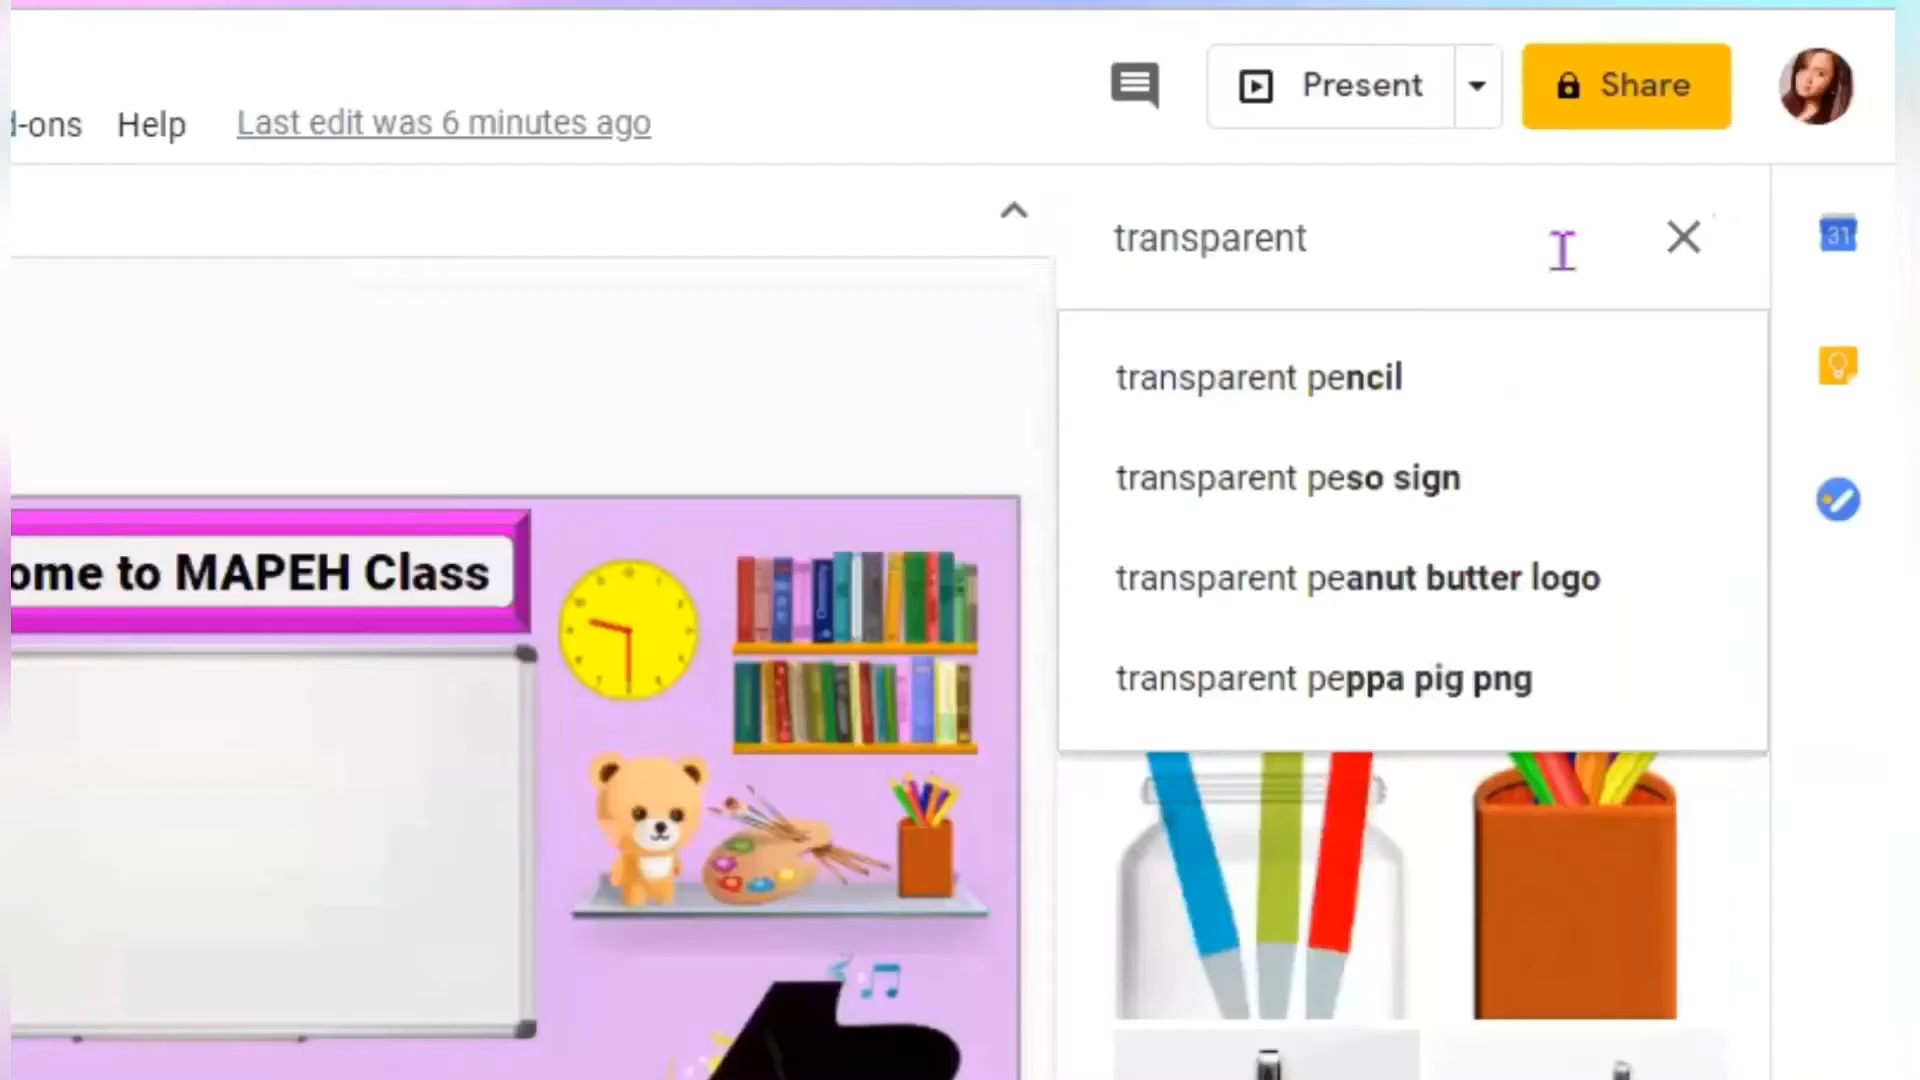 Present
Share
d-ons Help Last edit was 6 minutes ago
transparent
31
transparent pencil
transparent peso sign
transparent peanut butter logo
transparent peppa pig png
ome to MAPEH Class